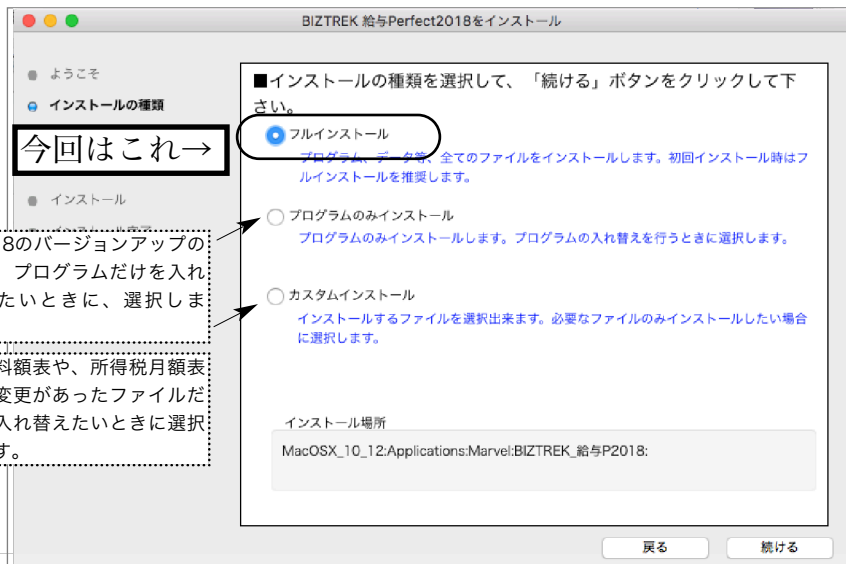 BIZTREK 給与Perfect2018をインストール
ようこそ
インストールの種類
今回はこれ→
インストール
8のバージョンアップの
プログラムだけを入れ
たいときに、選択しま
料額表や、所得税月額表
変更があったファイルだ
入れ替えたいときに選択
す。
■インストールの種類を選択して、「続ける」ボタンをクリックして下
さい。
フルインストール
プログラム、データ等、全てのファイルをインストールします。初回インストール時はフ
ルインストールを推奨します。
プログラムのみインストール
プログラムのみインストールします。プログラムの入れ替えを行うときに選択します。
カスタムインストール
インストールするファイルを選択出来ます。必要なファイルのみインストールしたい場合
に選択します。
インストール場所
MacOSX_10_12:Applications:Marvel:BIZTREK_給与P2018:
戻る
続ける